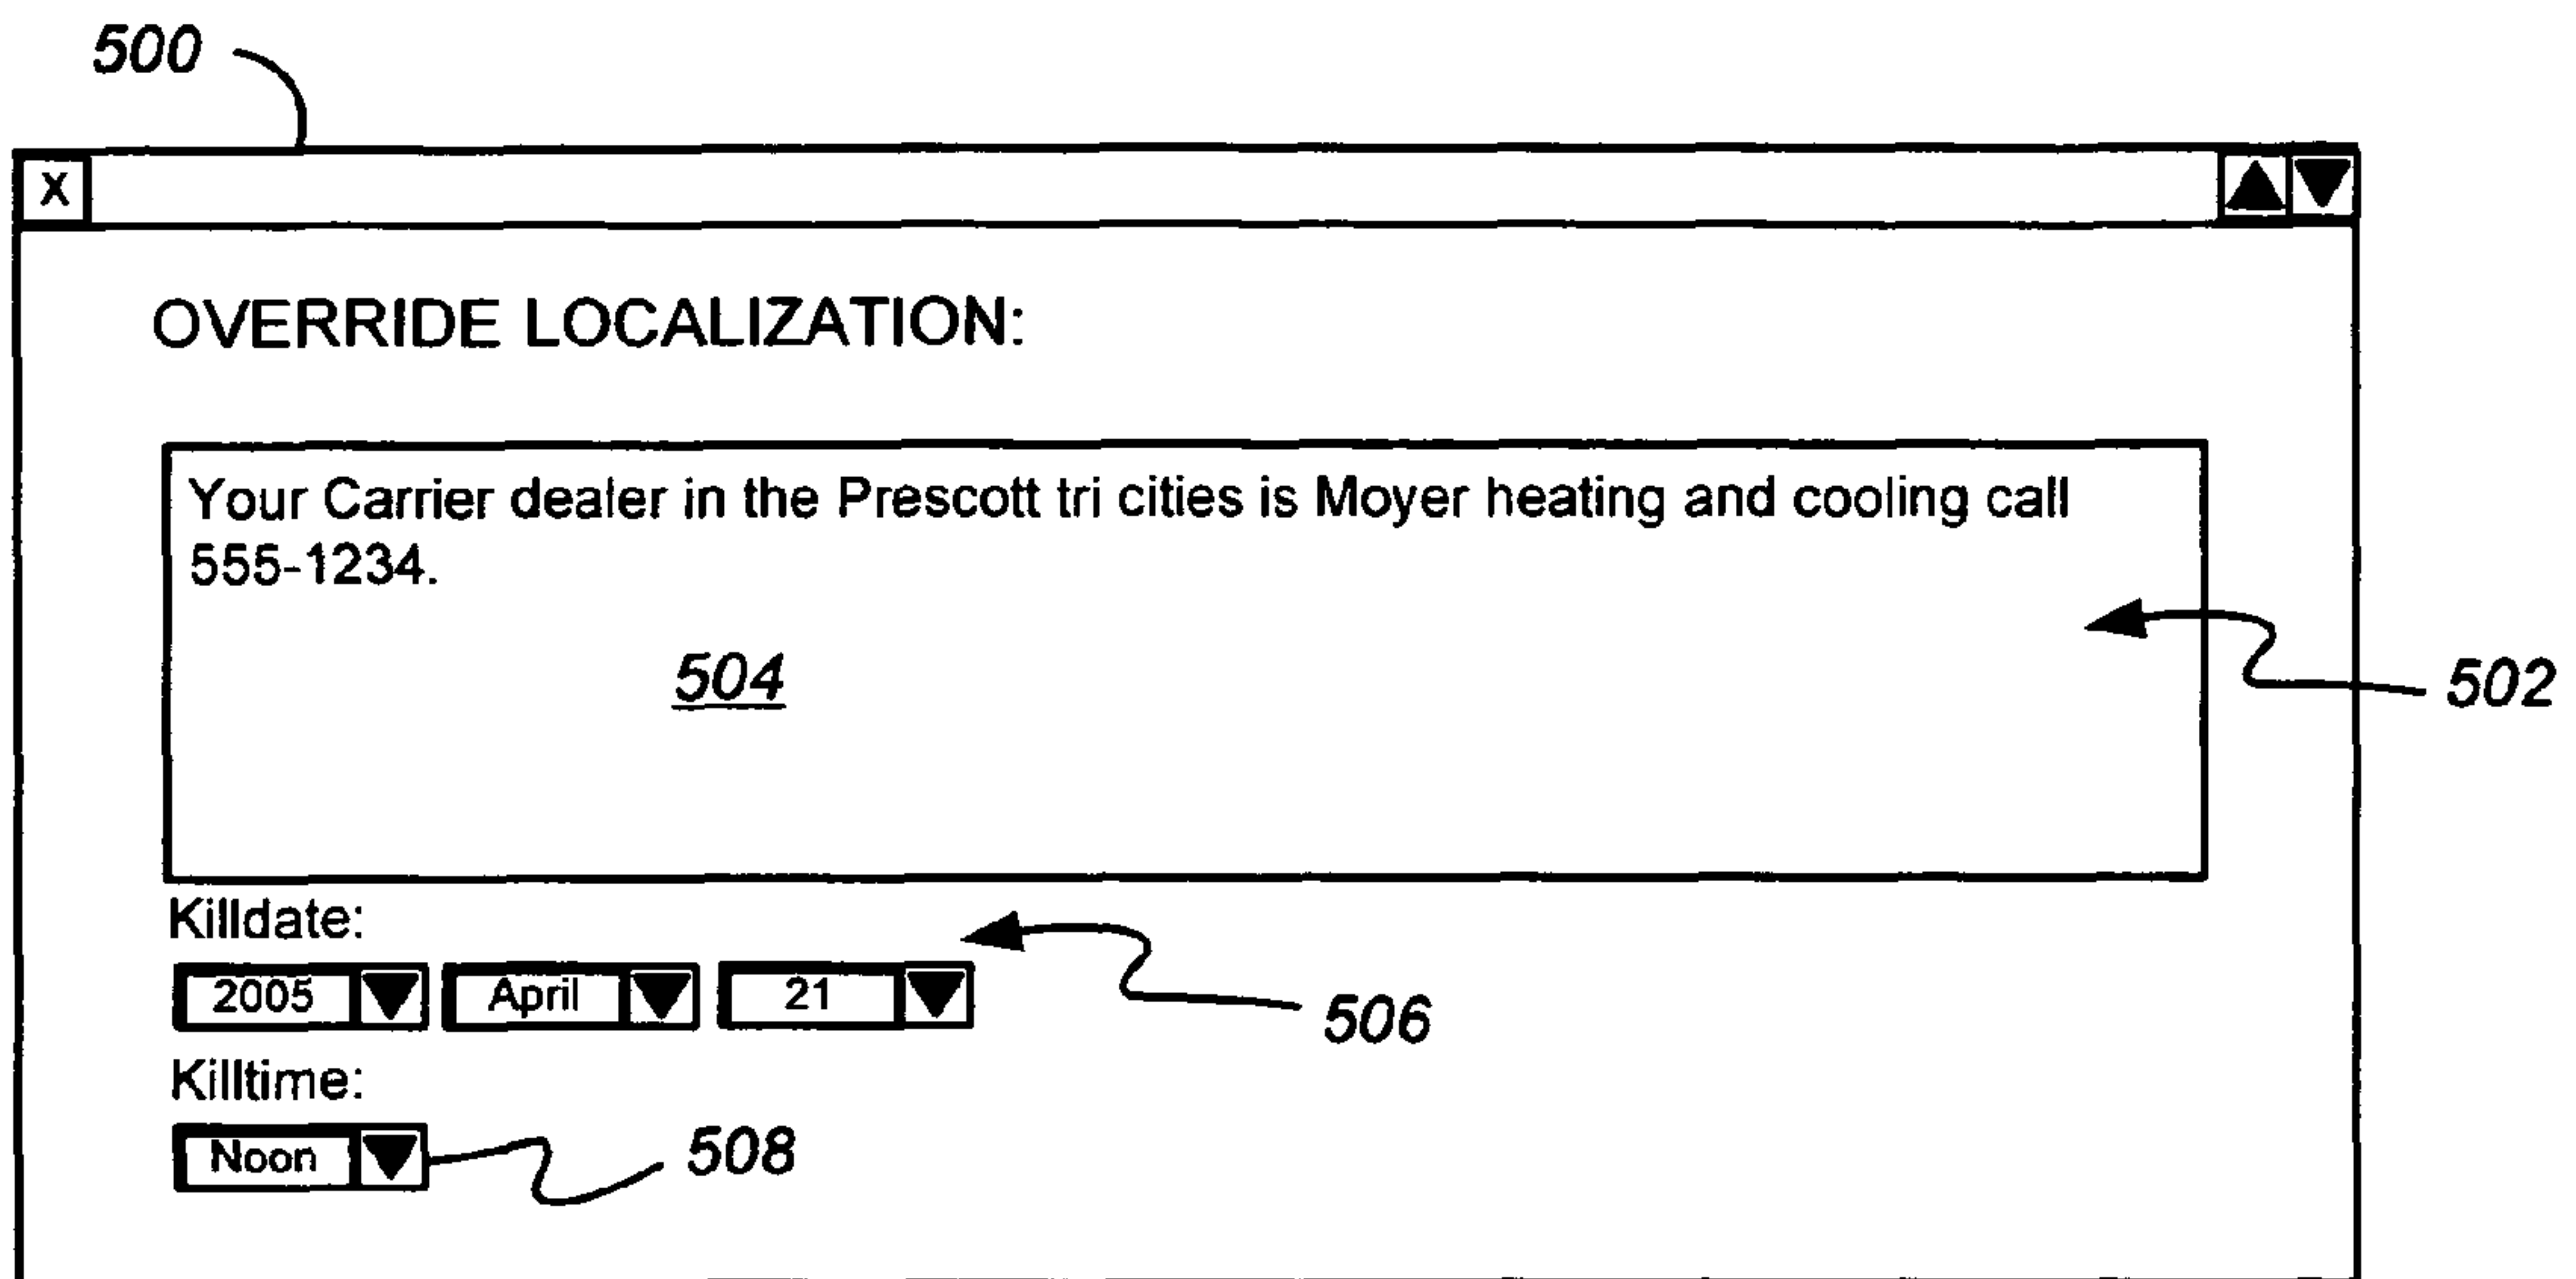 500
X
OVERRIDE LOCALIZATION:
Your Carrier dealer in the Prescott tri cities is Moyer heating and cooling call
555-1234.
504
502
Killdate:
2005 April 21
506
Killtime:
Noon
508